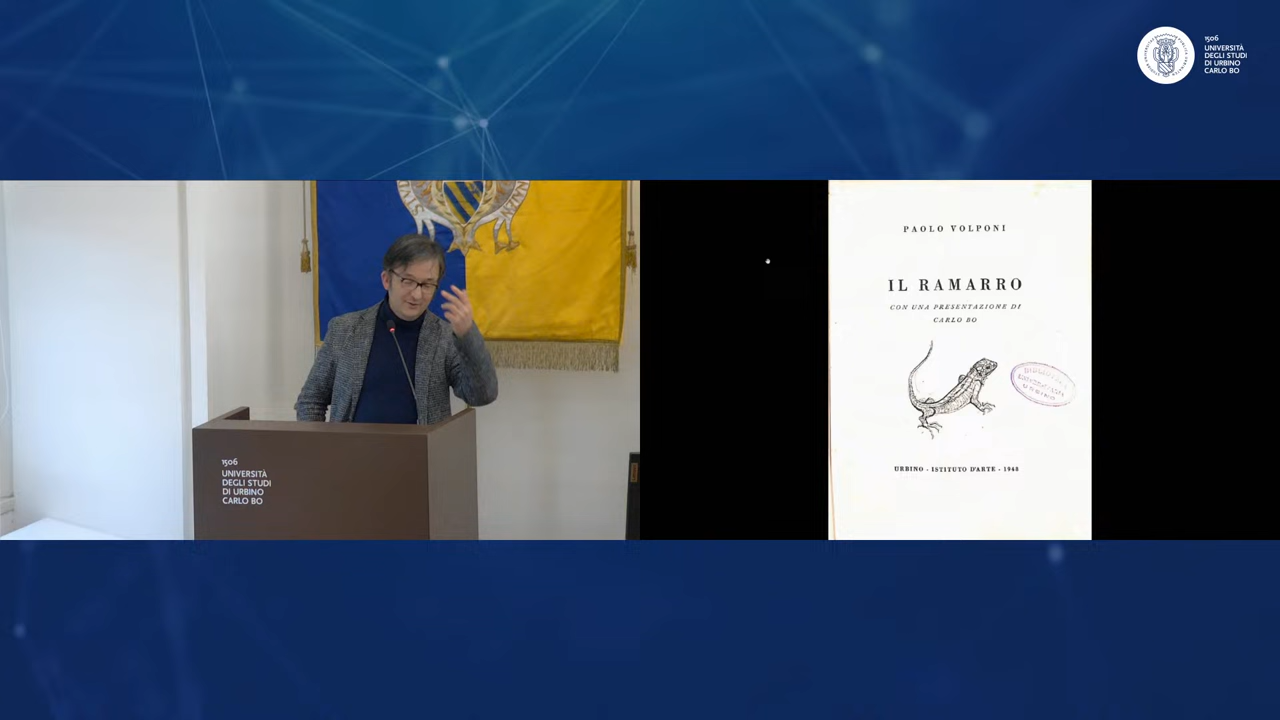 1506
UNIVERSITÀ
DEGLI STUDI
DI URBINO
CARLO BO
1506
UNIVERSITÀ
DEGLI STUDI
DI URBINO
CARLO BO
PAOLO VOLPONI
IL RAMARRO
CON UNA PRESENTAZIONE DI
CARLO BO
URBINO - ISTITUTO D'ARTE - 1948